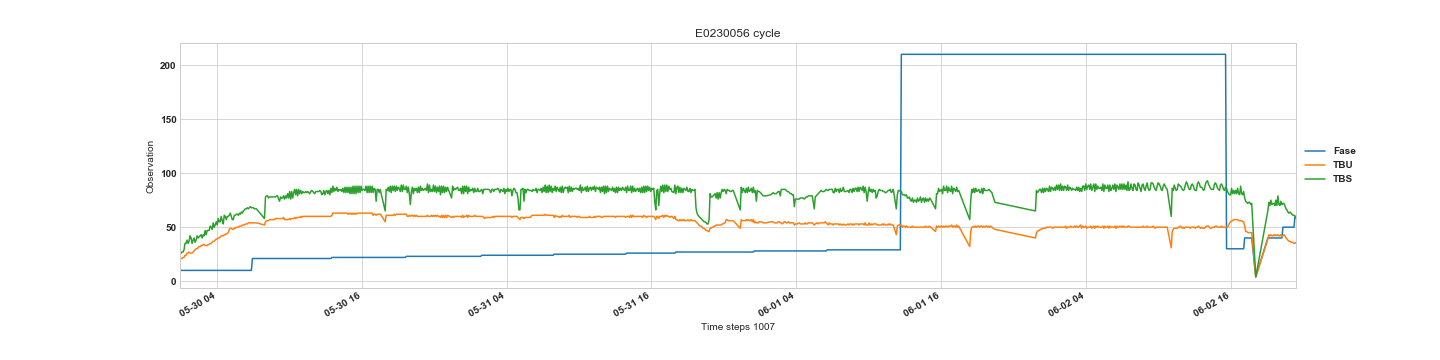 E0230056 cycle
Observation
200
150
100
50
0
05-30 04
05-30 16
05-31 04
05-31 16
06-01 04
06-01 16
06-02 04
06-02 16
Time steps 1007
Fase
TBU
TBS